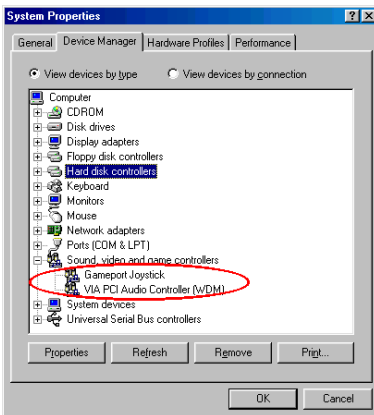 System Properties
General Device Manager Hardware Profiles Performance
View devices by type View devices by connection
Computer
CDROM
Disk drives
Display adapters
Floppy disk controllers
Hard disk controllers
Keyboard
Monitors
Mouse
Network adapters
Ports (COM & LPT)
Sound, video and game controllers
Gameport Joystick
VIA PCI Audio Controller (WDM)
System devices
Universal Serial Bus controllers
Properties Refresh Remove Print...
OK Cancel